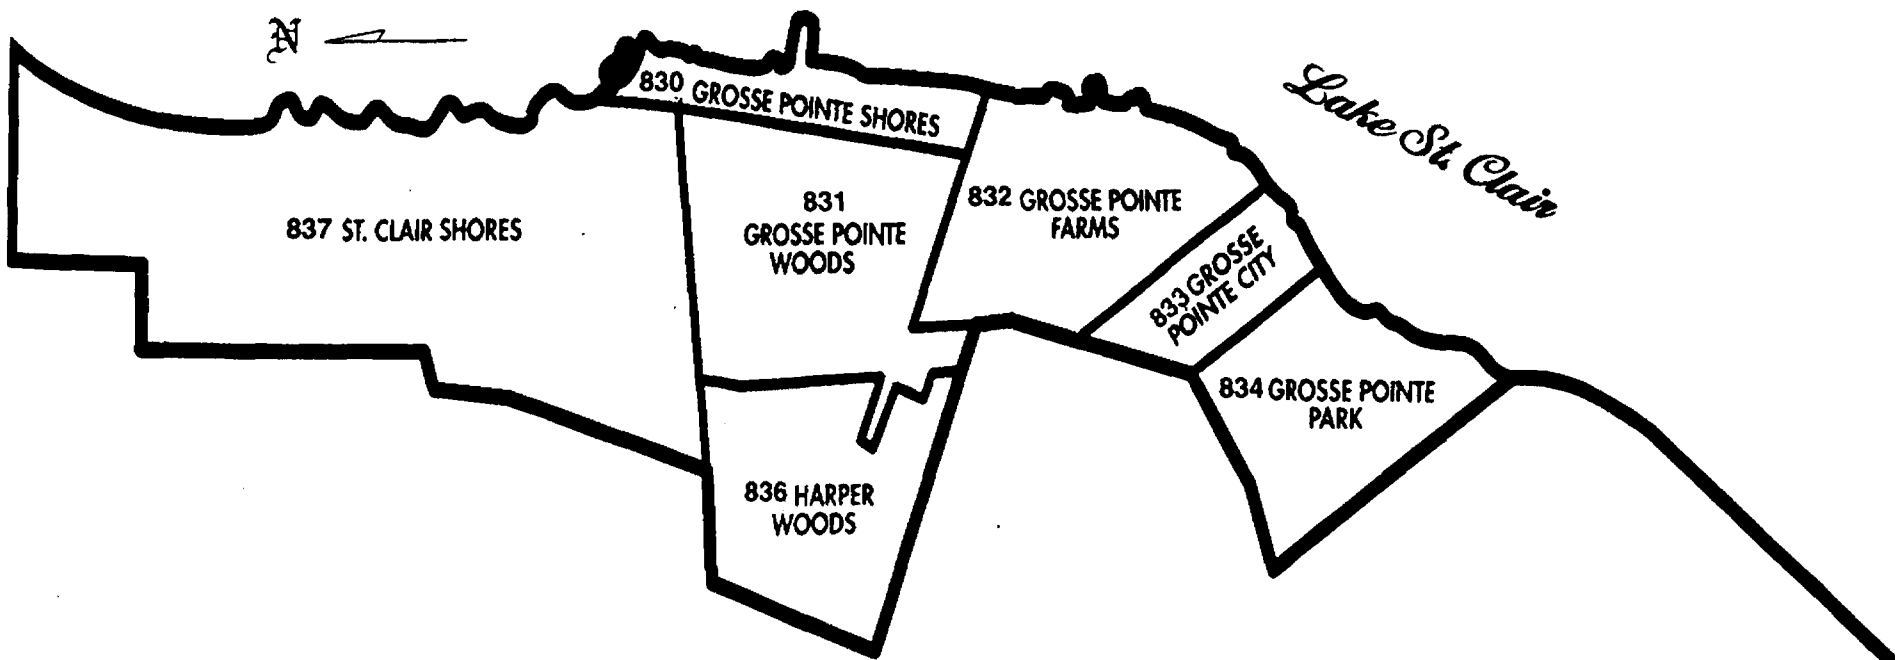 N
Lake St. Clair
830 GROSSE POINTE SHORES
837 ST. CLAIR SHORES
831
GROSSE POINTE
WOODS
832 GROSSE POINTE
FARMS
833 GROSSE
POINTE CITY
834 GROSSE POINTE
PARK
836 HARPER
WOODS